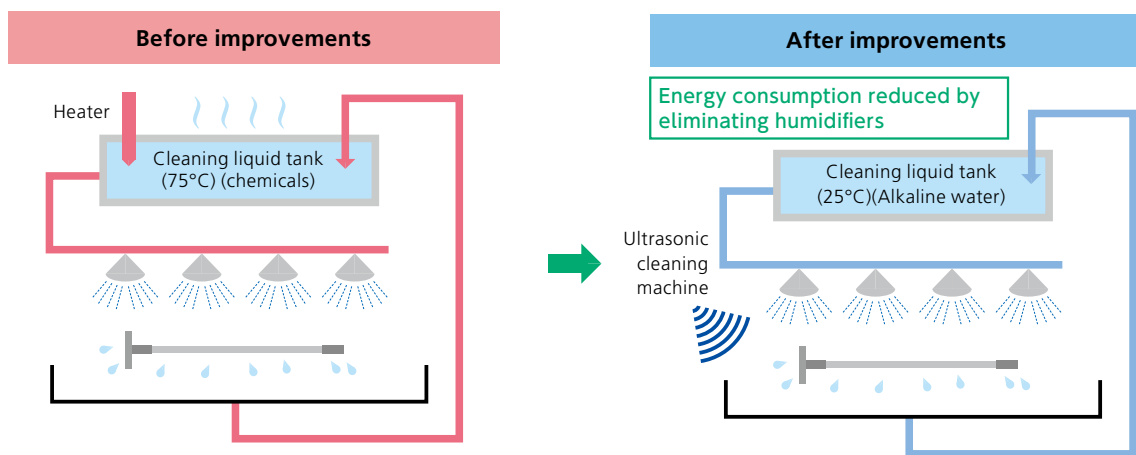 Before improvements
Heater
Cleaning liquid tank
(75°C) (chemicals)
After improvements
Energy consumption reduced by
eliminating humidifiers
Cleaning liquid tank
(25°C)(Alkaline water)
Ultrasonic
cleaning
machine